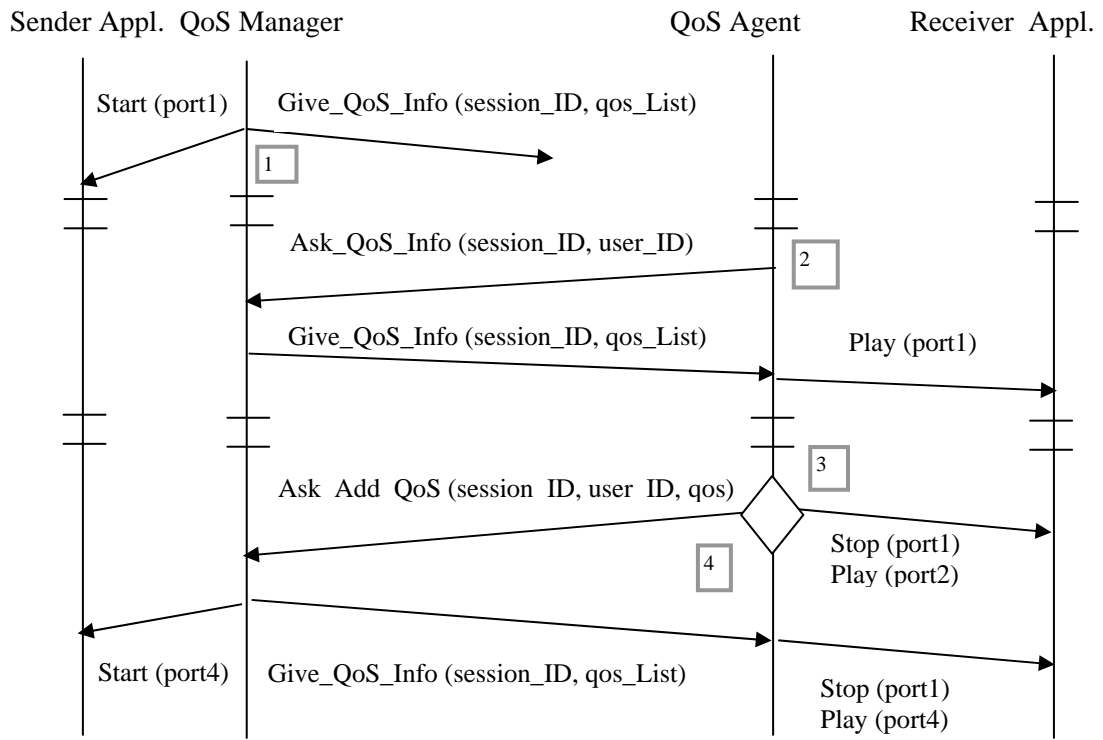 Sender Appl. QoS Manager QoS Agent Receiver Appl.
Start (port1) Give_QoS_Info (session_ID, qos_List)
1
Ask_QoS_Info (session_ID, user_ID)
2
Give_QoS_Info (session_ID, qos_List) Play (port1)
3
Ask Add QoS (session ID, user ID, qos)
Stop (port1)
Play (port2)
4
Start (port4) Give_QoS_Info (session_ID, qos_List)
Stop (port1)
Play (port4)